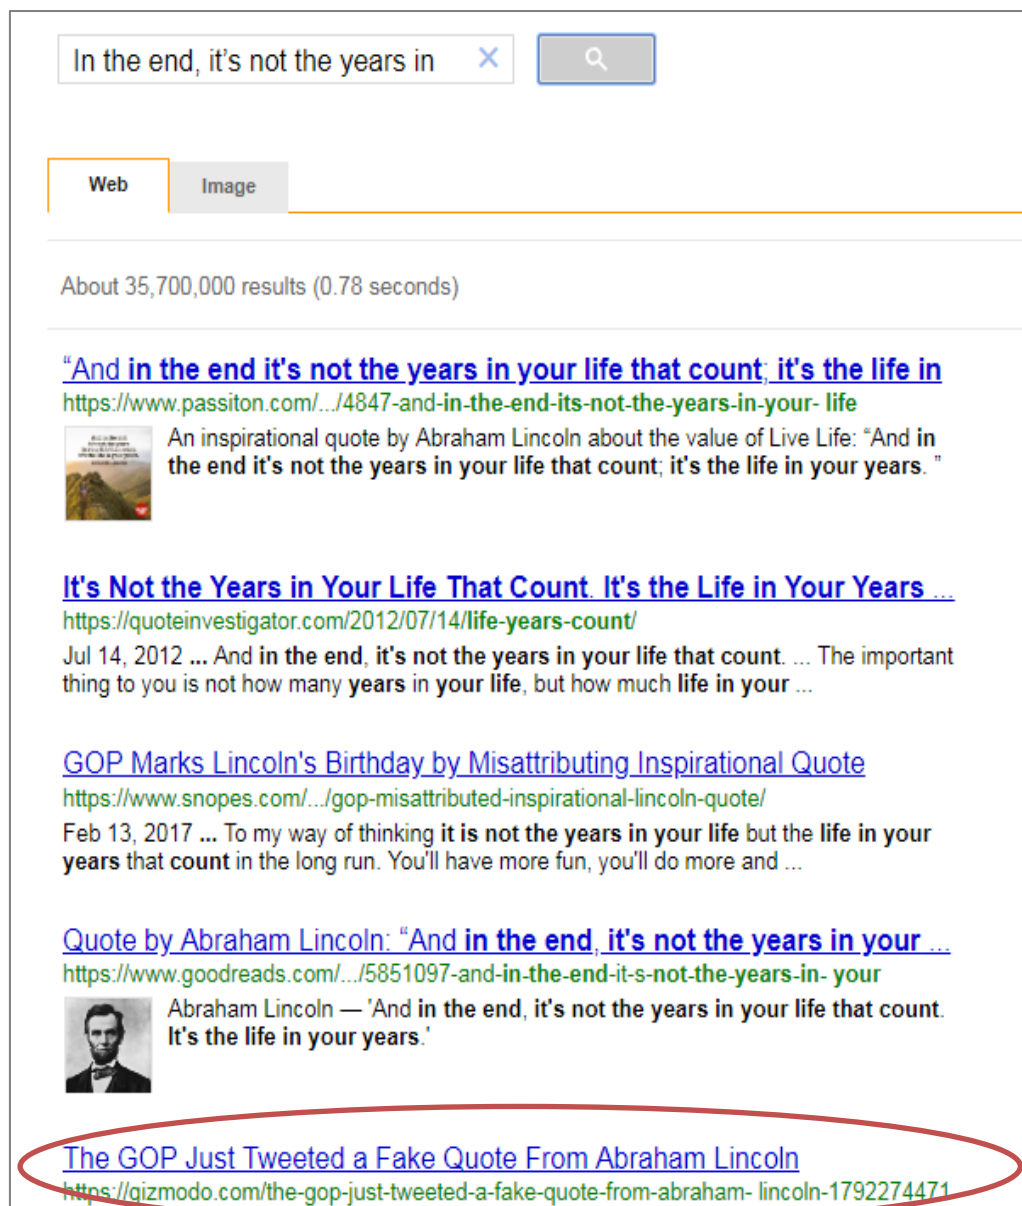 In the end, it's not the years in
Web
Image
About 35,700,000 results (0.78 seconds)
“And in the end it's not the years in your life that count; it's the life in
https://www.passiton.com/.../4847-and-in-the-end-its-not-the-years-in-your- life
An inspirational quote by Abraham Lincoln about the value of Live Life: “And in
the end it's not the years in your life that count; it's the life in your years. ”
It's Not the Years in Your Life That Count. It's the Life in Your Years ...
https://quoteinvestigator.com/2012/07/14/life-years-count/
Jul 14, 2012 ... And in the end, it's not the years in your life that count. ... The important
thing to you is not how many years in your life, but how much life in your ...
GOP Marks Lincoln's Birthday by Misattributing Inspirational Quote
https://www.snopes.com/.../gop-misattributed-inspirational-lincoln-quote/
Feb 13, 2017 ... To my way of thinking it is not the years in your life but the life in your
years that count in the long run. You'll have more fun, you'll do more and ...
Quote by Abraham Lincoln: “And in the end, it's not the years in your ...
https://www.goodreads.com/.../5851097-and-in-the-end-it-s-not-the-years-in- your
Abraham Lincoln — 'And in the end, it's not the years in your life that count.
It's the life in your years.'
The GOP Just Tweeted a Fake Quote From Abraham Lincoln
https://gizmodo.com/the-gop-just-tweeted-a-fake-quote-from-abraham- lincoln-1792274471